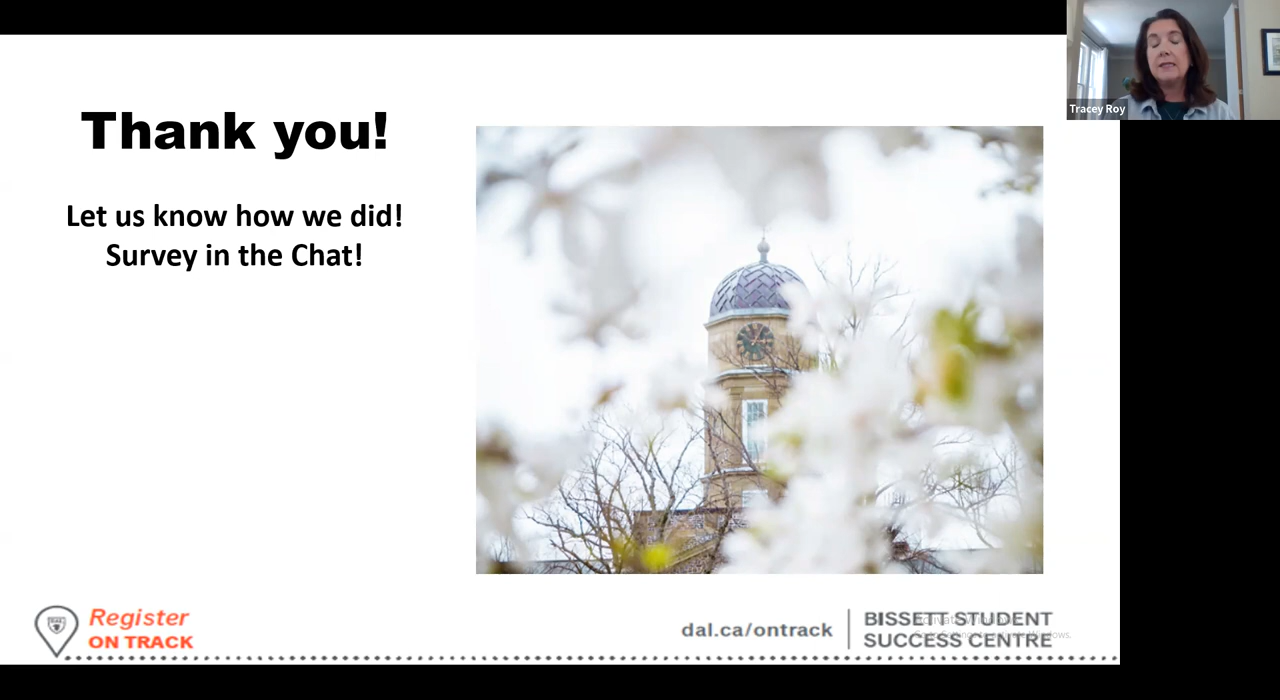 Thank you!
Let us know how we did!
Survey in the Chat!
Tracey Roy
Register
ON TRACK
dal.ca/ontrack
BISSETT STUDENT
SUCCESS CENTRE